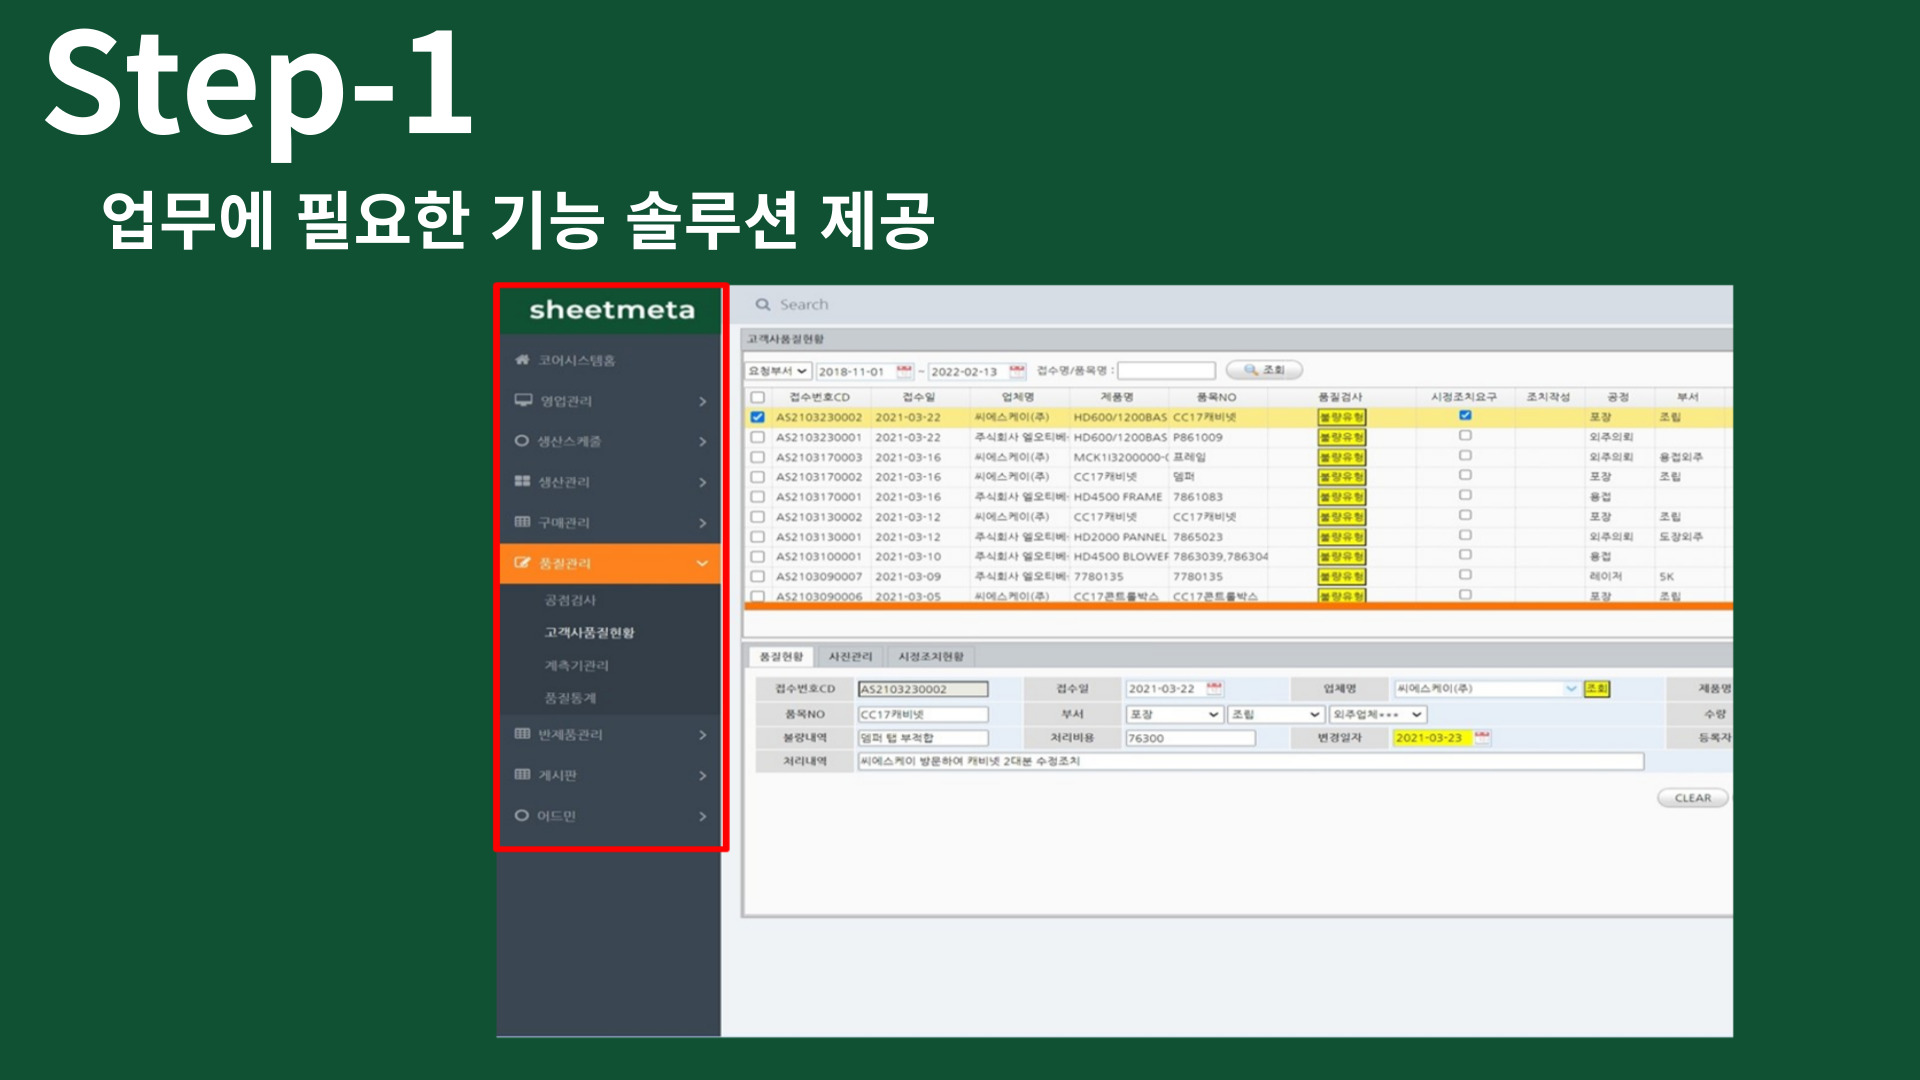 Step-1
업무에 필요한 기능 솔루션 제공
sheetmeta
코어시스템홈
영업관리
생산스케줄
생산관리
구매관리
품질관리
공점검사
고객사품질현황
계측기관리
품질통계
반제품관리
게시판
어드민
Search
고객사품질현황
요청부서 2018-11-01 ~ 2022-02-13 접수명/품목명 : 조회
접수번호CD 접수일 업체명 제품명 품목NO 품질검사 시정조치요구 조치작성 공정 부서
AS2103230002 2021-03-22 씨에스케이(주) HD600/1200BAS CC17캐비넷 불량유형 포장 조립
AS2103230001 2021-03-22 주식회사 엘오티베 HD600/1200BAS P861009 불량유형 외주의뢰
AS2103170003 2021-03-16 씨에스케이(주) MCK1I3200000-( 프레임 불량유형 외주의뢰 용접외주
AS2103170002 2021-03-16 씨에스케이(주) CC17캐비넷 댐퍼 불량유형 포장 조립
AS2103170001 2021-03-16 주식회사 엘오티베 HD4500 FRAME 7861083 불량유형 용접
AS2103130002 2021-03-12 씨에스케이(주) CC17캐비넷 CC17캐비넷 불량유형 포장 조립
AS2103130001 2021-03-12 주식회사 엘오티베 HD2000 PANNEL 7865023 불량유형 외주의뢰 도장외주
AS2103100001 2021-03-10 주식회사 엘오티베 HD4500 BLOWEF 7863039,786304 불량유형 용접
AS2103090007 2021-03-09 주식회사 엘오티베 7780135 7780135 불량유형 레이저 5K
AS2103090006 2021-03-05 씨에스케이(주) CC17콘트롤박스 CC17콘트롤박스 불량유형 포장 조립
품질현황 사진관리 시정조치현황
접수번호CD AS2103230002 접수일 2021-03-22 업체명 씨에스케이(주) 조회 제품명
품목NO CC17캐비넷 부서 포장 조립 외주업체*** 수량
불량내역 댐퍼 탭 부적합 처리비용 76300 변경일자 2021-03-23 등록자
처리내역 씨에스케이 방문하여 캐비넷 2대분 수정조치
CLEAR